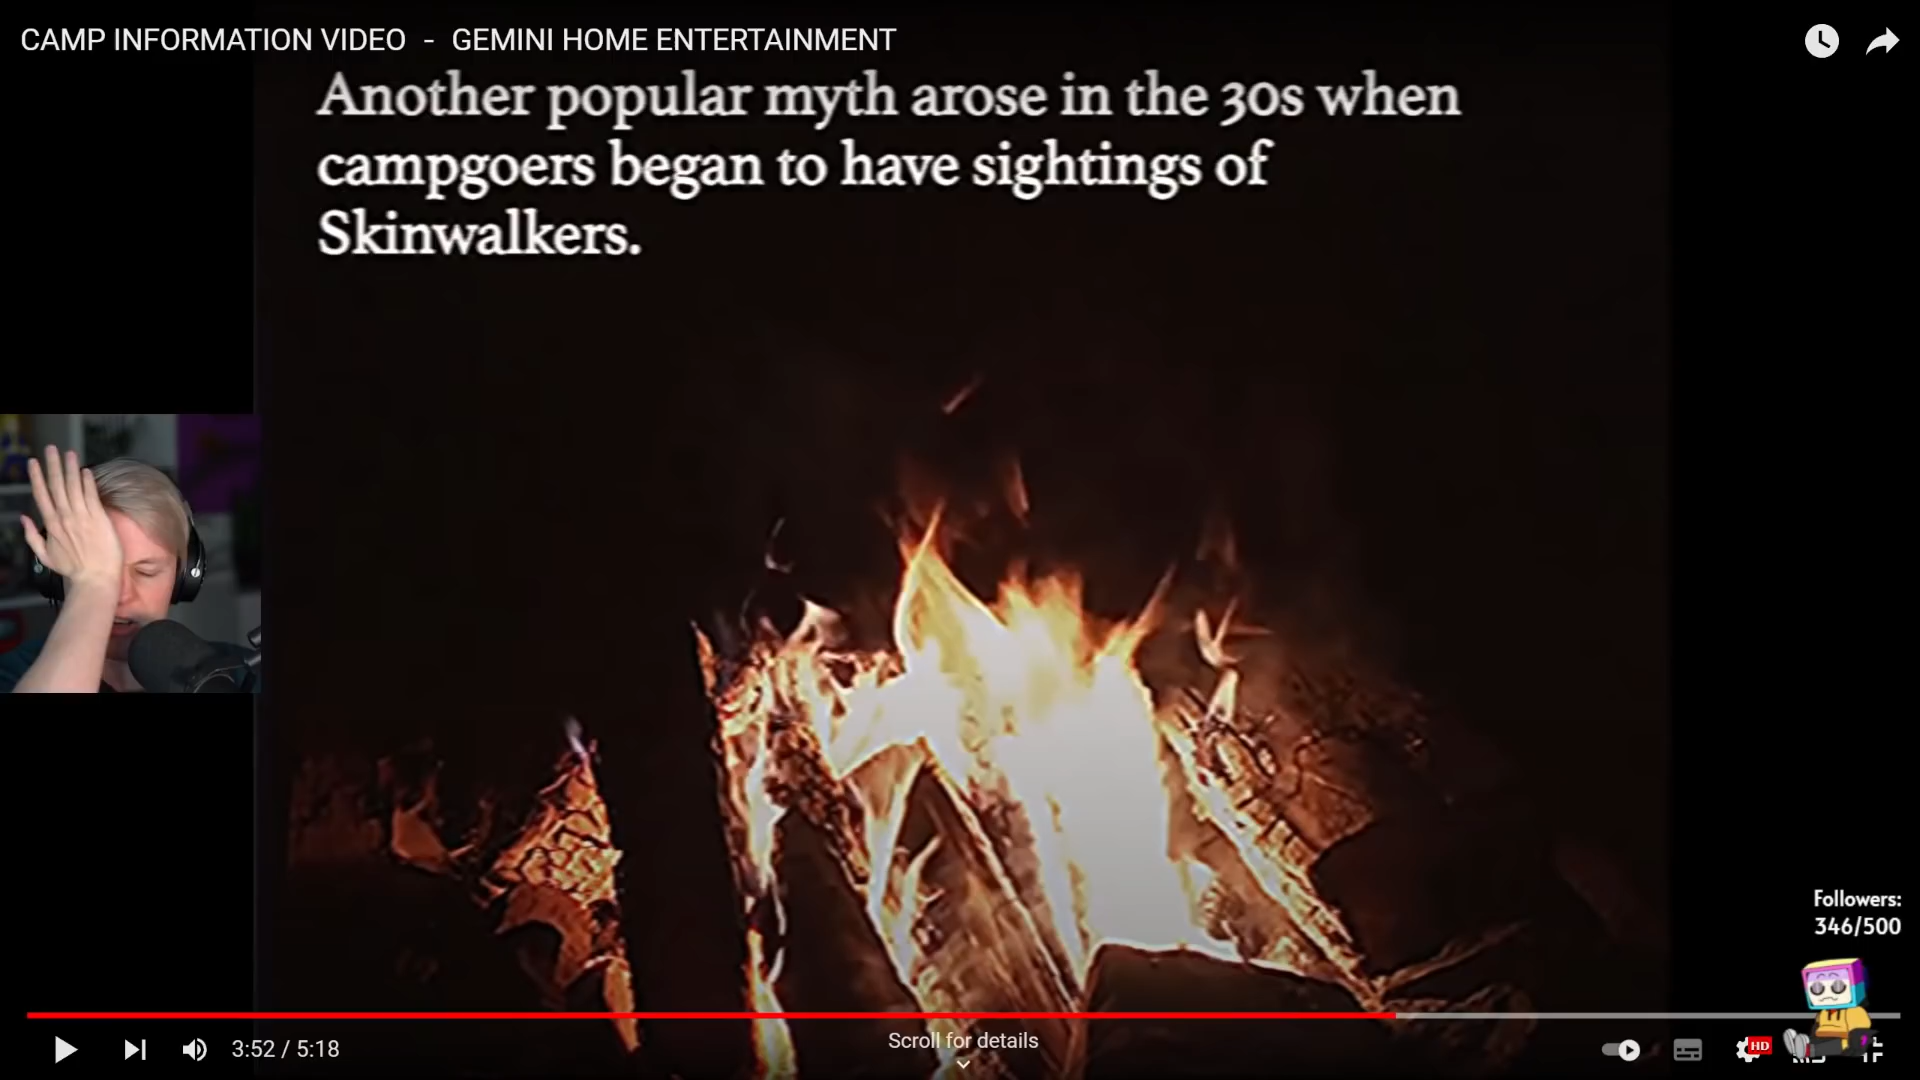 CAMP INFORMATION VIDEO - GEMINI HOME ENTERTAINMENT
Another popular myth arose in the 30s when
campgoers began to have sightings of
Skinwalkers.
Followers:
346/500
Scroll for details
3:52 / 5:18
HD